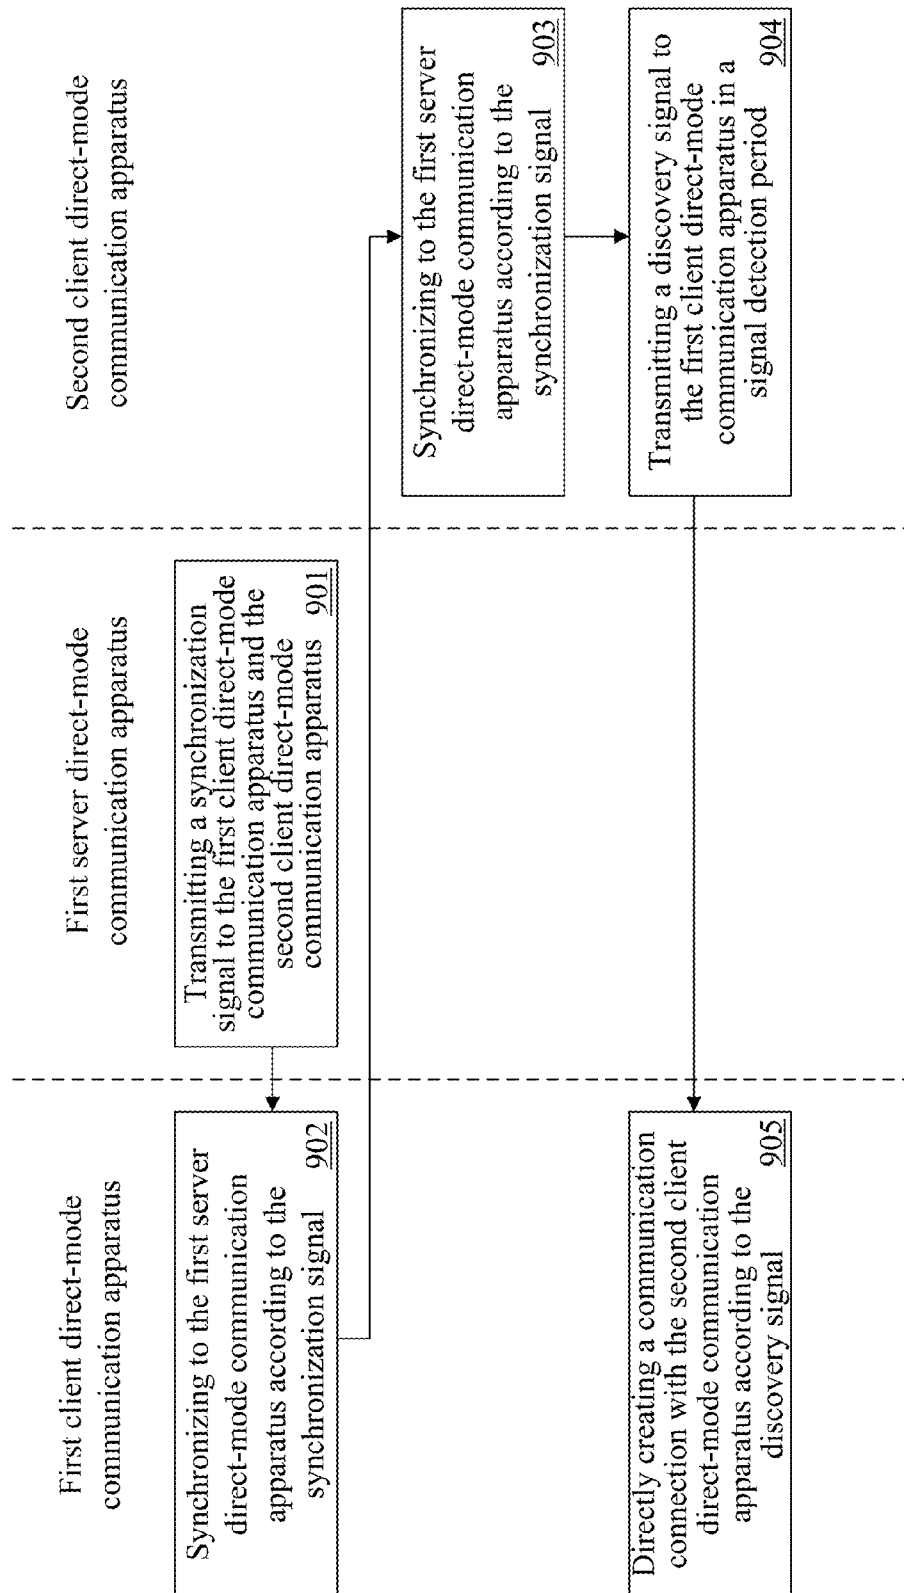 First client direct-mode
communication apparatus
First server direct-mode
communication apparatus
Second client direct-mode
communication apparatus
Transmitting a synchronization
signal to the first client direct-mode
communication apparatus and the
second client direct-mode
communication apparatus 901
Synchronizing to the first server
direct-mode communication
apparatus according to the
synchronization signal 902
Synchronizing to the first server
direct-mode communication
apparatus according to the
synchronization signal 903
Transmitting a discovery signal to
the first client direct-mode
communication apparatus in a
signal detection period 904
Directly creating a communication
connection with the second client
direct-mode communication
apparatus according to the
discovery signal 905